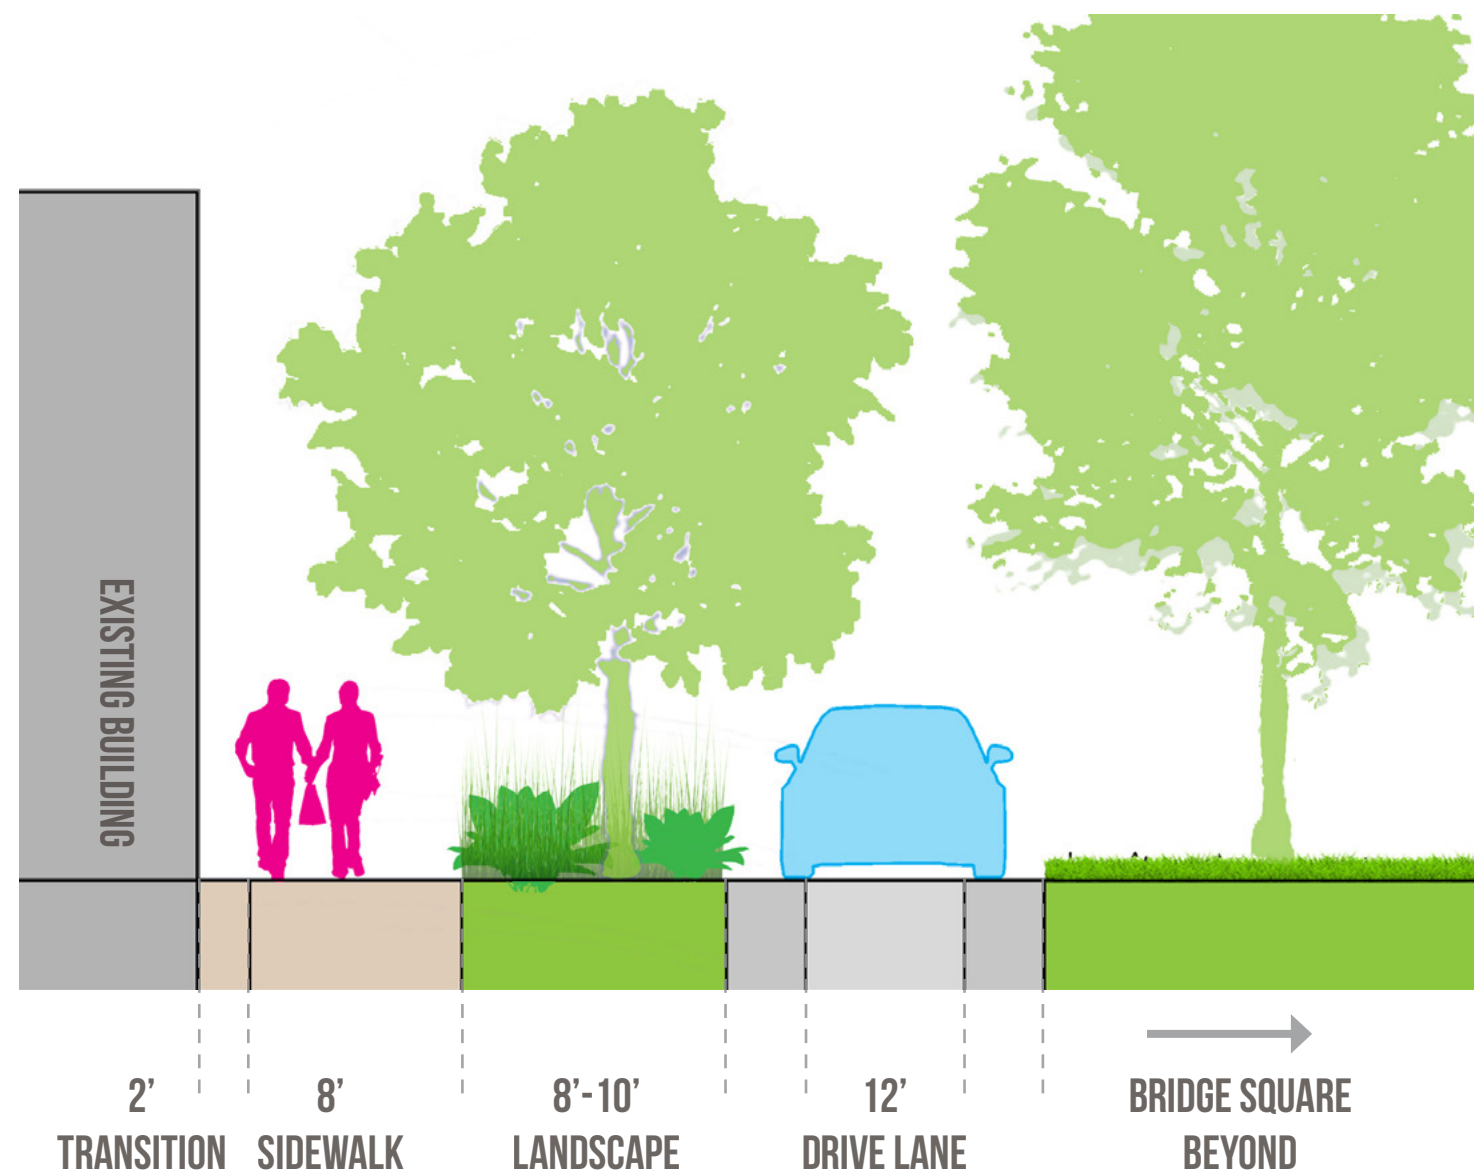 EXISTING BUILDING
2’
TRANSITION
8’
SIDEWALK
8’-10’
LANDSCAPE
12’
DRIVE LANE
BRIDGE SQUARE
BEYOND